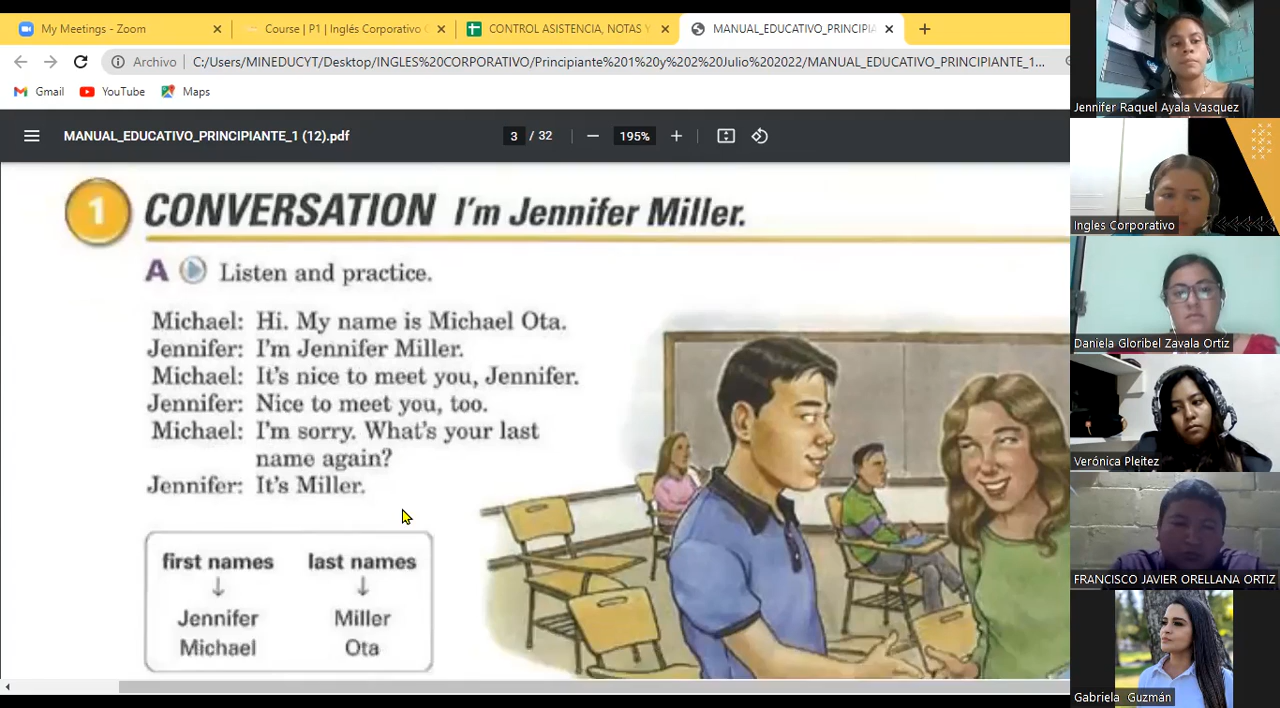 My Meetings - Zoom
Course | P1 | Inglés Corporativo
CONTROL ASISTENCIA, NOTAS Y
MANUAL_EDUCATIVO_PRINCIPIA
Archivo C:/Users/MINEDUCYT/Desktop/INGLES%20CORPORATIVO/Principiante%201%20y%202%20Julio%202022/MANUAL_EDUCATIVO_PRINCIPIANTE_1...
Gmail YouTube Maps
MANUAL_EDUCATIVO_PRINCIPIANTE_1 (12).pdf 3 / 32 195%
1 CONVERSATION I'm Jennifer Miller.
A Listen and practice.
Michael: Hi. My name is Michael Ota.
Jennifer: I'm Jennifer Miller.
Michael: It's nice to meet you, Jennifer.
Jennifer: Nice to meet you, too.
Michael: I'm sorry. What's your last
name again?
Jennifer: It's Miller.
first names last names
Jennifer Miller
Michael Ota
Jennifer Raquel Ayala Vasquez
Ingles Corporativo
Daniela Gloribel Zavala Ortíz
Verónica Pleitez
FRANCISCO JAVIER ORELLANA ORTIZ
Gabriela Guzmán